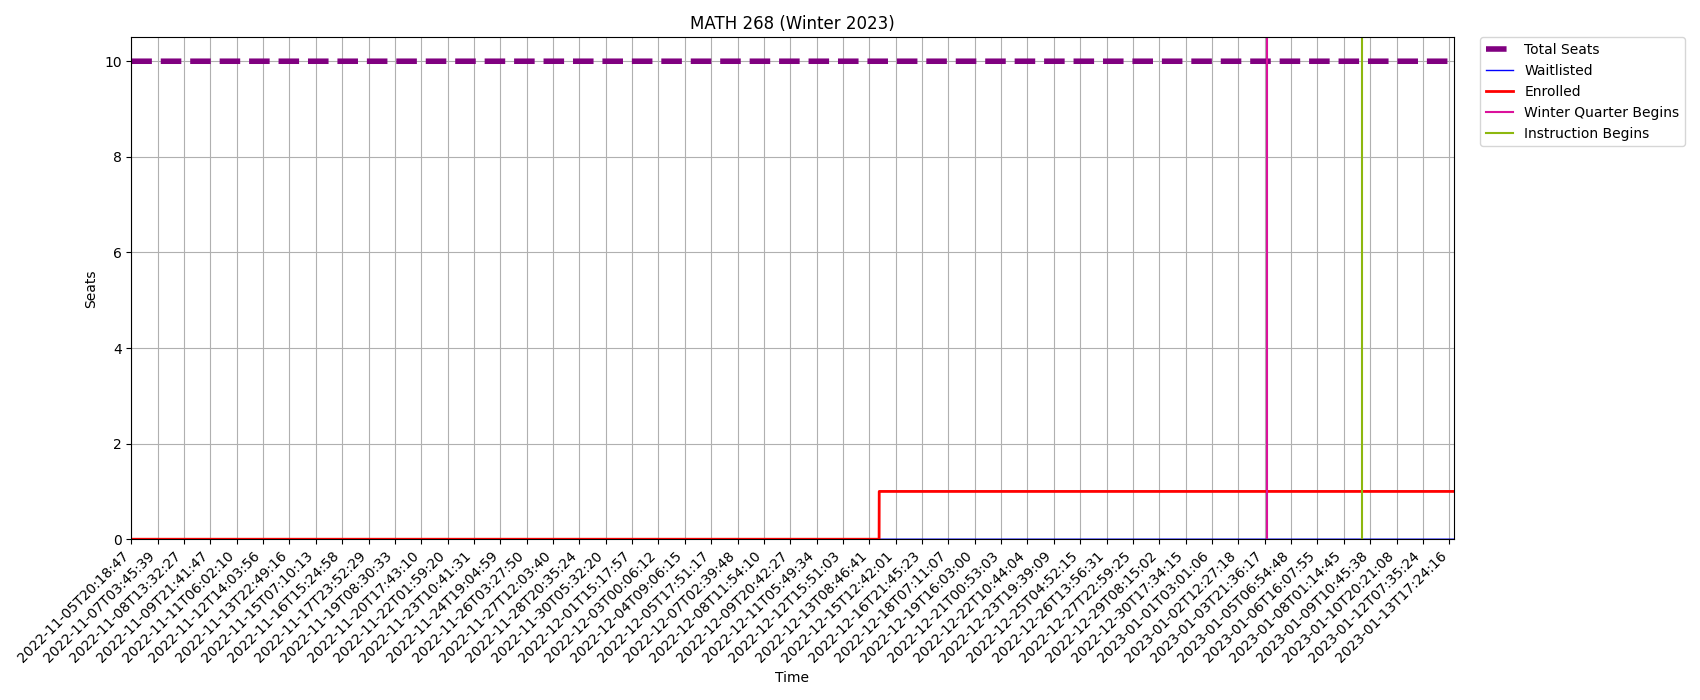 MATH 268 (Winter 2023)
Total Seats
Waitlisted
Enrolled
Winter Quarter Begins
Instruction Begins
Seats
10
8
6
4
2
0
2022-11-05T20:18:47
2022-11-07T03:45:39
2022-11-08T13:32:27
2022-11-09T21:41:47
2022-11-11T06:02:10
2022-11-12T14:03:56
2022-11-13T22:49:16
2022-11-15T07:10:13
2022-11-16T15:24:58
2022-11-17T23:52:29
2022-11-19T08:30:33
2022-11-20T17:43:10
2022-11-22T01:59:20
2022-11-23T10:41:31
2022-11-24T19:04:59
2022-11-26T03:27:50
2022-11-27T12:03:40
2022-11-28T20:35:24
2022-11-30T05:32:20
2022-12-01T15:17:57
2022-12-03T00:06:12
2022-12-04T09:06:15
2022-12-05T17:51:17
2022-12-07T02:39:48
2022-12-08T11:54:10
2022-12-09T20:42:27
2022-12-11T05:49:34
2022-12-12T15:51:03
2022-12-13T08:46:41
2022-12-15T12:42:01
2022-12-16T21:45:23
2022-12-18T07:11:07
2022-12-19T16:03:00
2022-12-21T00:53:03
2022-12-22T10:44:04
2022-12-23T19:39:09
2022-12-25T04:52:15
2022-12-26T13:56:31
2022-12-27T22:59:25
2022-12-29T08:15:02
2022-12-30T17:34:15
2023-01-01T03:01:06
2023-01-02T12:27:18
2023-01-03T21:36:17
2023-01-05T06:54:48
2023-01-06T16:07:55
2023-01-08T01:14:45
2023-01-09T10:45:38
2023-01-10T20:21:08
2023-01-12T07:35:24
2023-01-13T17:24:16
Time